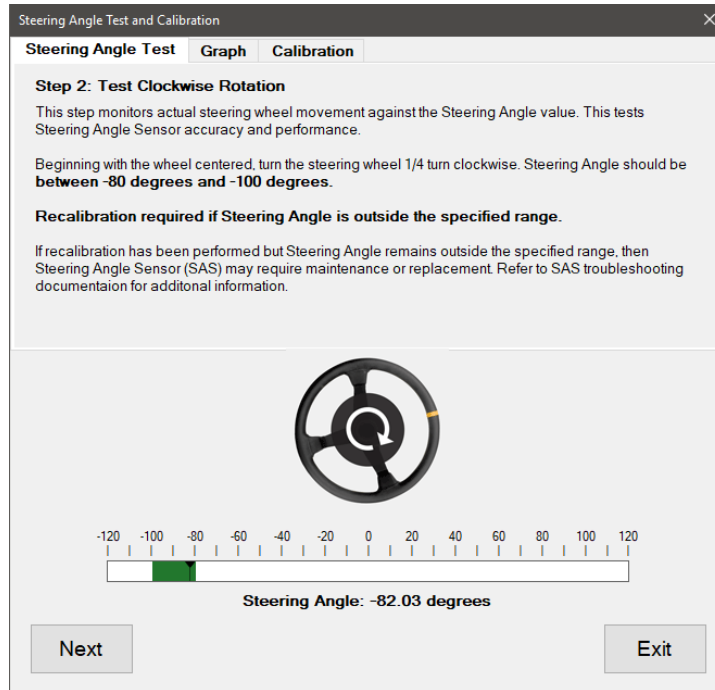 Steering Angle Test and Calibration
Steering Angle Test Graph Calibration
Step 2: Test Clockwise Rotation
This step monitors actual steering wheel movement against the Steering Angle value. This tests
Steering Angle Sensor accuracy and performance.
Beginning with the wheel centered, turn the steering wheel 1/4 turn clockwise. Steering Angle should be
between -80 degrees and -100 degrees.
Recalibration required if Steering Angle is outside the specified range.
If recalibration has been performed but Steering Angle remains outside the specified range, then
Steering Angle Sensor (SAS) may require maintenance or replacement. Refer to SAS troubleshooting
documentaion for additonal information.
-120 -100 -80 -60 -40 -20 0 20 40 60 80 100 120
Steering Angle: -82.03 degrees
Next Exit